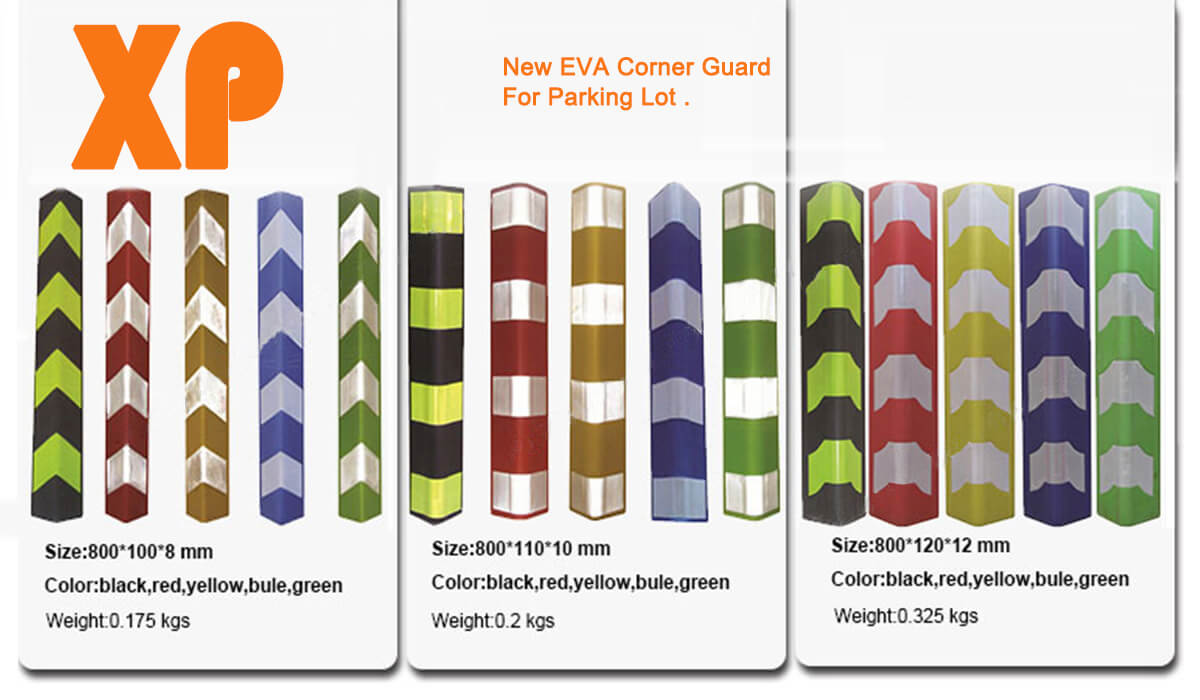 XP
New EVA Corner Guard
For Parking Lot .
Size:800*100*8 mm
Color:black,red,yellow,bule,green
Weight:0.175 kgs
Size:800*110*10 mm
Color:black,red,yellow,bule,green
Weight:0.2 kgs
Size:800*120*12 mm
Color:black,red,yellow,bule,green
Weight:0.325 kgs